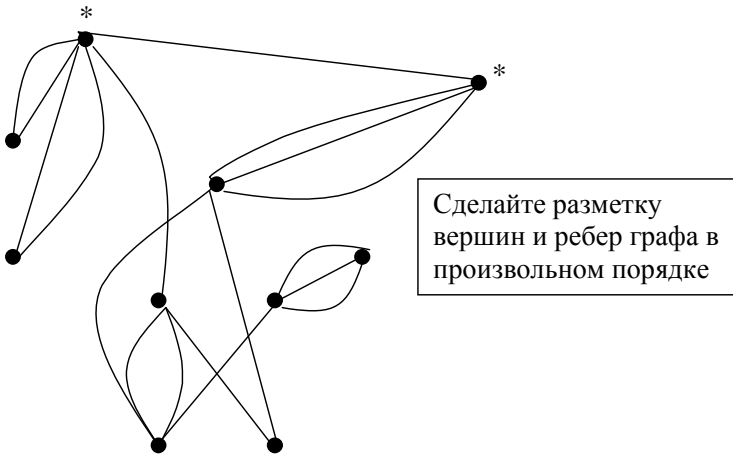 *
*
Сделайте разметку
вершин и ребер графа в
произвольном порядке